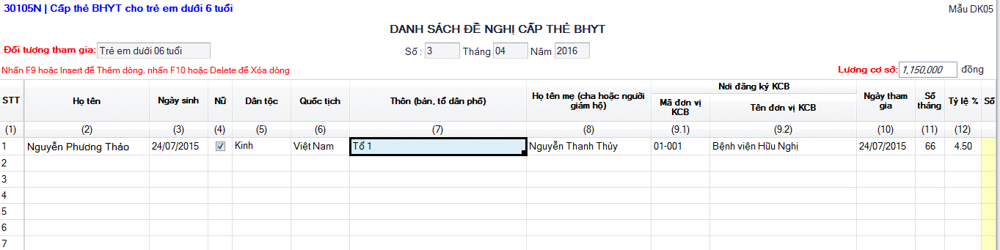 30105N | Cấp thẻ BHYT cho trẻ em dưới 6 tuổi
Mẫu DK05
DANH SÁCH ĐỀ NGHỊ CẤP THẺ BHYT
Đối tượng tham gia: Trẻ em dưới 06 tuổi Số : 3 Tháng 04 Năm 2016
Nhấn F9 hoặc Insert để Thêm dòng, nhấn F10 hoặc Delete để Xóa dòng
Lương cơ sở: 1,150,000 đồng
STT Họ tên Ngày sinh Nữ Dân tộc Quốc tịch Thôn (bản, tổ dân phố) Họ tên mẹ (cha hoặc người giám hộ) Nơi đăng ký KCB Mã đơn vị KCB Tên đơn vị KCB Ngày tham gia Số tháng Tỷ lệ % Số
(1) (2) (3) (4) (5) (6) (7) (8) (9.1) (9.2) (10) (11) (12)
1 Nguyễn Phương Thảo 24/07/2015 Kinh Việt Nam Tổ 1 Nguyễn Thanh Thủy 01-001 Bệnh viện Hữu Nghị 24/07/2015 66 4.50
2
3
4
5
6
7